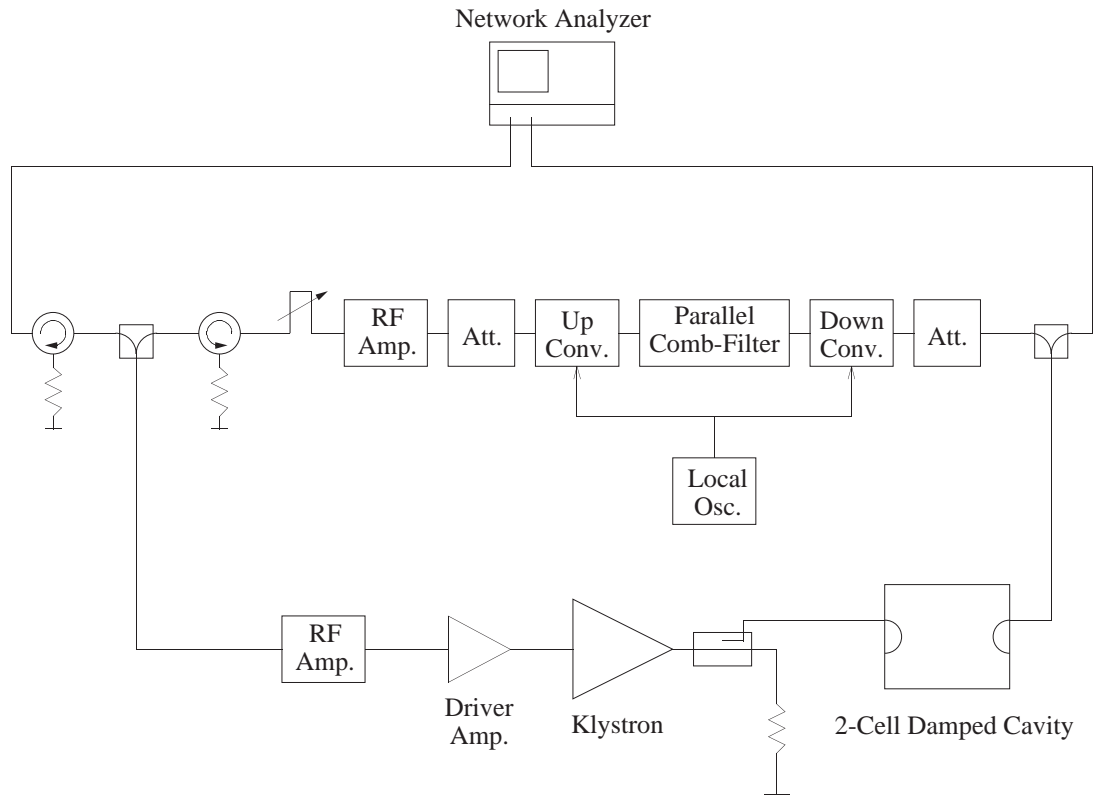 Network Analyzer
RF
Amp.
Att.
Up
Conv.
Parallel
Comb-Filter
Down
Conv.
Att.
Local
Osc.
RF
Amp.
Driver
Amp.
Klystron
2-Cell Damped Cavity